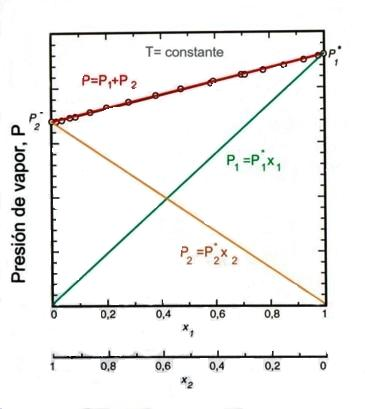 T= constante
P₁*
P=P₁+P₂
P₂*
Presión de vapor, P
P₁ =P₁*x₁
P₂ =P₂*x₂
0 0,2 0,4 0,6 0,8 1
x₁
1 0,8 0,6 0,4 0,2 0
x₂